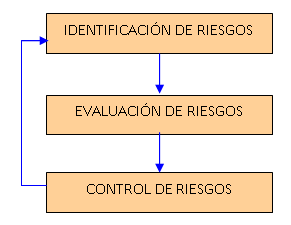 IDENTIFICACIÓN DE RIESGOS
EVALUACIÓN DE RIESGOS
CONTROL DE RIESGOS